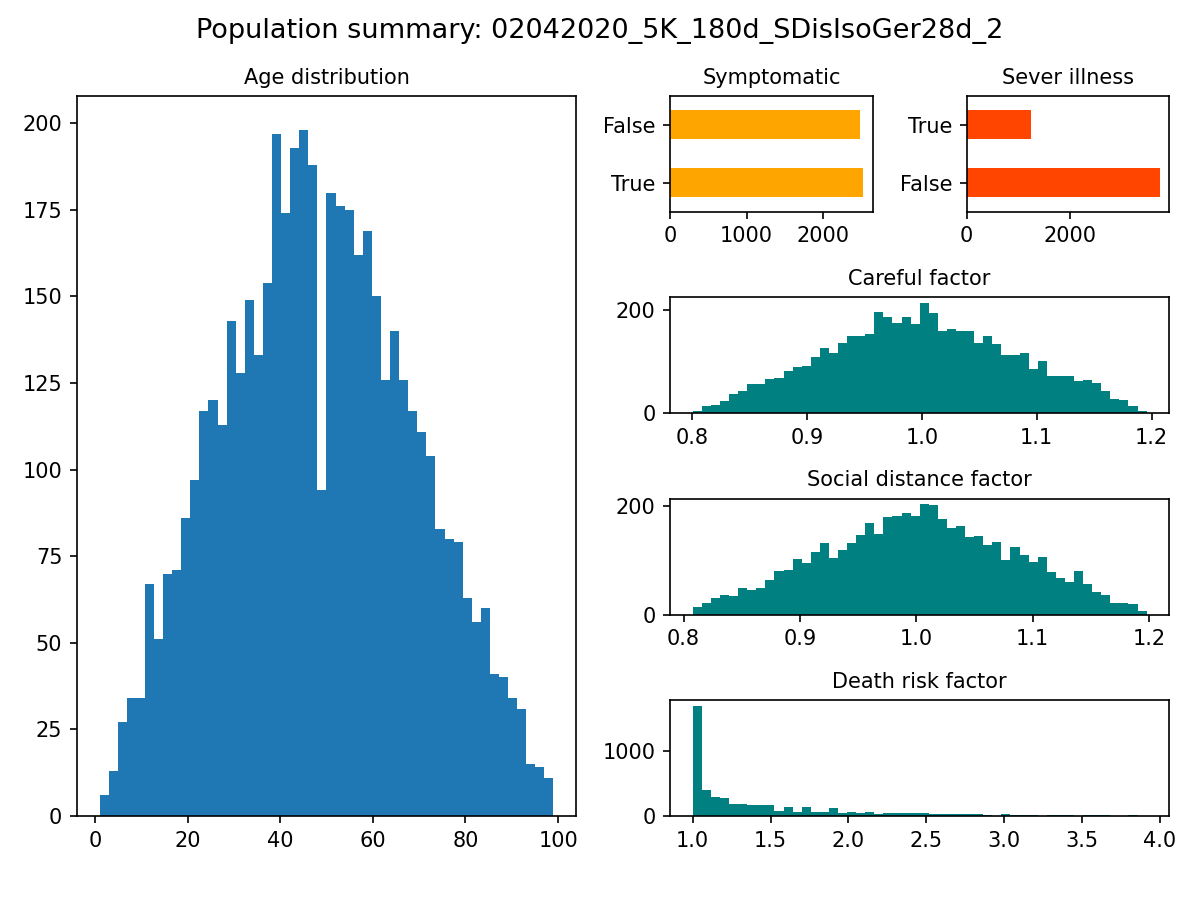 Population summary: 02042020_5K_180d_SDisIsoGer28d_2
Age distribution
200
175
150
125
100
75
50
25
0
0 20 40 60 80 100
Symptomatic
False
True
0 1000 2000
Sever illness
True
False
0 2000
Careful factor
200
0
0.8 0.9 1.0 1.1 1.2
Social distance factor
200
0
0.8 0.9 1.0 1.1 1.2
Death risk factor
1000
0
1.0 1.5 2.0 2.5 3.0 3.5 4.0